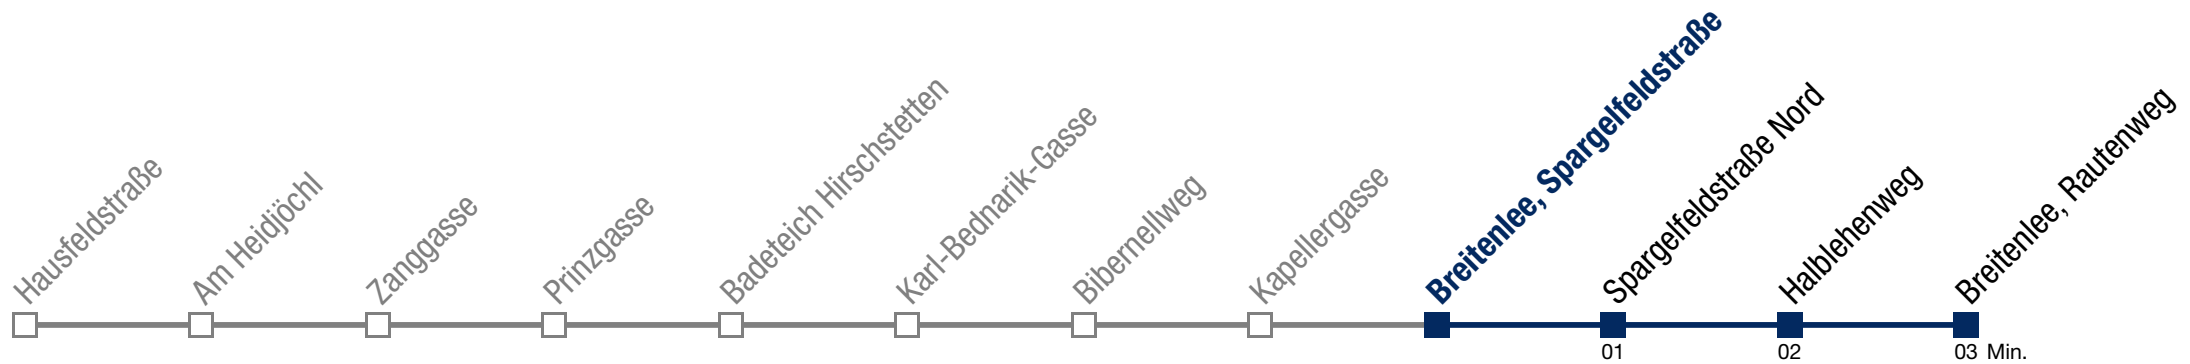 Hausfeldstraße
Am Heidjöchl
Zanggasse
Prinzgasse
Badeteich Hirschstetten
Karl-Bednarik-Gasse
Bibernellweg
Kapellergasse
Breitenlee, Spargelfeldstraße
Spargelfeldstraße Nord
Halblehenweg
Breitenlee, Rautenweg
01 02 03 Min.